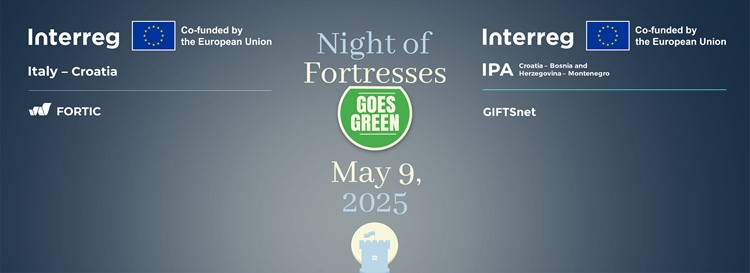 Interreg
Co-funded by
the European Union
Italy – Croatia
FORTIC
Night of
Fortresses
GOES
GREEN
May 9,
2025
Interreg
Co-funded by
the European Union
IPA
Croatia – Bosnia and
Herzegovina – Montenegro
GIFTSnet